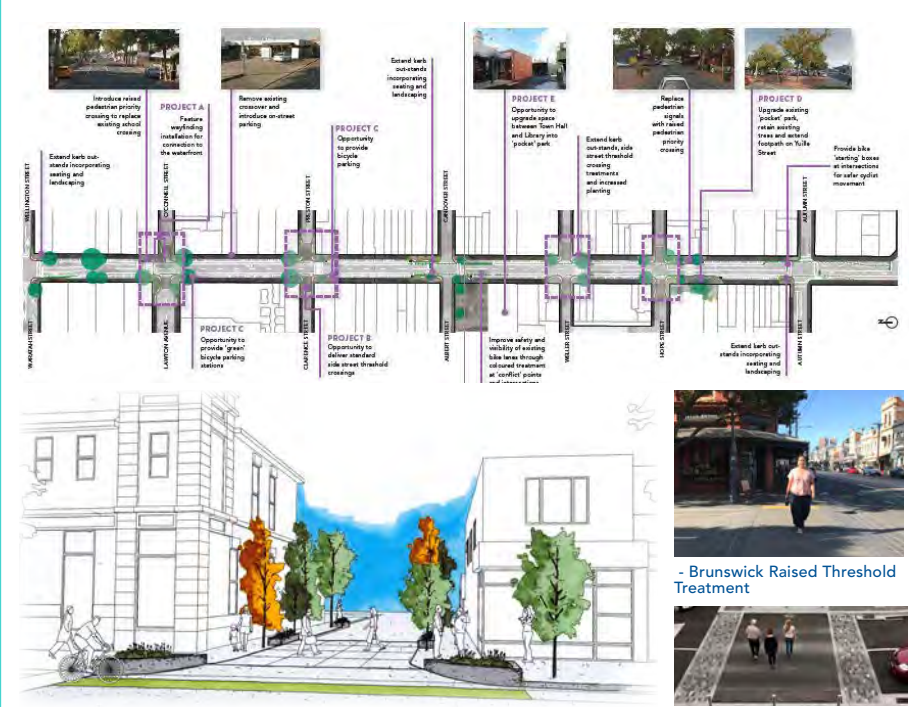 Introduce raised
pedestrian priority
crossing to replace
existing school
crossing
PROJECT A
Feature
wayfinding
installation for
connection to
the waterfront
Remove existing
crossover and
introduce on-street
parking
PROJECT C
Opportunity
to provide
bicycle
parking
Extend kerb
out-stands
incorporating
seating and
landscaping
PROJECT E
Opportunity to
upgrade space
between Town Hall
and Library into
'pocket' park
Extend kerb
out-stands, side
street threshold
crossing
treatments
and increased
planting
Replace
pedestrian
signals
with raised
pedestrian
priority
crossing
PROJECT D
Upgrade existing
'pocket' park,
retain existing
trees and extend
footpath on Yuille
Street
Provide bike
'starting' boxes
at intersections
for safer cyclist
movement
Extend kerb out-
stands incorporating
seating and
landscaping
WELLINGTON STREET
O'CONNELL STREET
PRESTON STREET
CANDOVER STREET
AUTUMN STREET
WARATAH STREET
LAWTON AVENUE
CLARENCE STREET
ALBERT STREET
WELLER STREET
HOPE STREET
AUTUMN STREET
PROJECT C
Opportunity to
provide 'green'
bicycle parking
stations
PROJECT B
Opportunity to
deliver standard
side street threshold
crossings
Improve safety and
visibility of existing
bike lanes through
coloured treatment
at 'conflict' points
and intersections
Extend kerb out-
stands incorporating
seating and
landscaping
N
- Brunswick Raised Threshold
Treatment